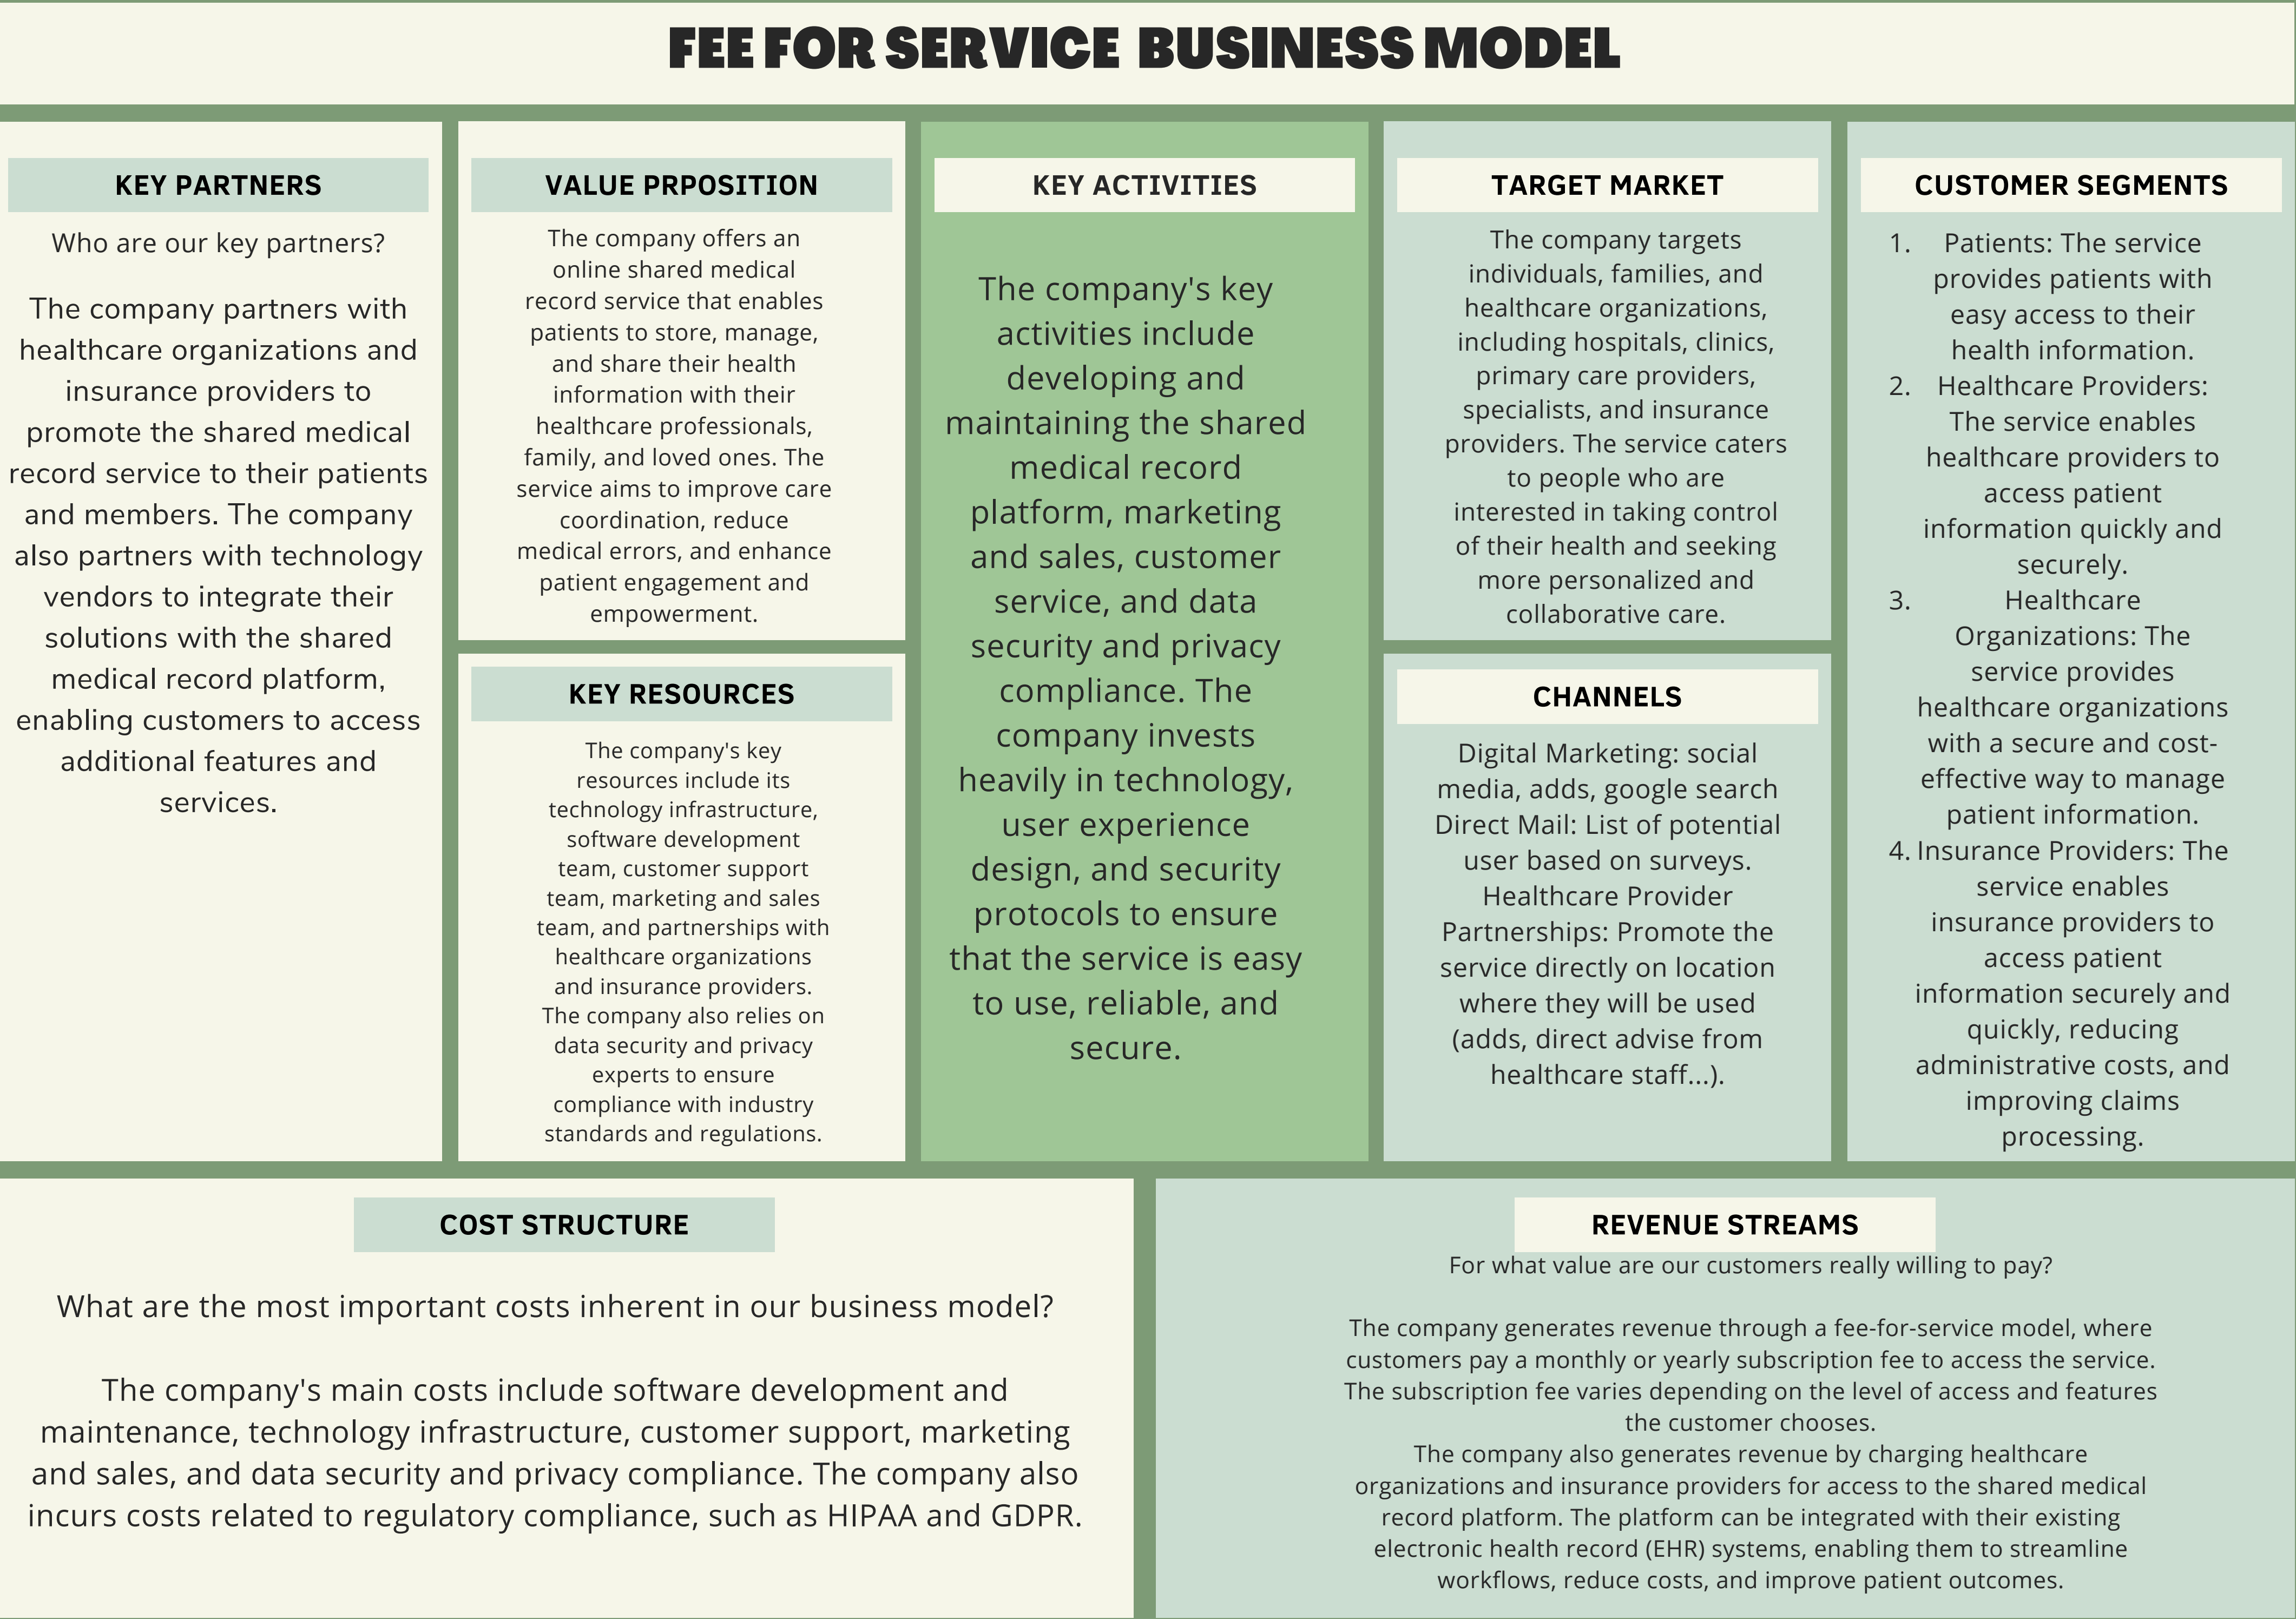 FEE FOR SERVICE BUSINESS MODEL
KEY PARTNERS
Who are our key partners?
The company partners with
healthcare organizations and
insurance providers to
promote the shared medical
record service to their patients
and members. The company
also partners with technology
vendors to integrate their
solutions with the shared
medical record platform,
enabling customers to access
additional features and
services.
VALUE PRPOSITION
The company offers an
online shared medical
record service that enables
patients to store, manage,
and share their health
information with their
healthcare professionals,
family, and loved ones. The
service aims to improve care
coordination, reduce
medical errors, and enhance
patient engagement and
empowerment.
KEY RESOURCES
The company's key
resources include its
technology infrastructure,
software development
team, customer support
team, marketing and sales
team, and partnerships with
healthcare organizations
and insurance providers.
The company also relies on
data security and privacy
experts to ensure
compliance with industry
standards and regulations.
KEY ACTIVITIES
The company's key
activities include
developing and
maintaining the shared
medical record
platform, marketing
and sales, customer
service, and data
security and privacy
compliance. The
company invests
heavily in technology,
user experience
design, and security
protocols to ensure
that the service is easy
to use, reliable, and
secure.
TARGET MARKET
The company targets
individuals, families, and
healthcare organizations,
including hospitals, clinics,
primary care providers,
specialists, and insurance
providers. The service caters
to people who are
interested in taking control
of their health and seeking
more personalized and
collaborative care.
CHANNELS
Digital Marketing: social
media, adds, google search
Direct Mail: List of potential
user based on surveys.
Healthcare Provider
Partnerships: Promote the
service directly on location
where they will be used
(adds, direct advise from
healthcare staff...).
CUSTOMER SEGMENTS
1. Patients: The service
provides patients with
easy access to their
health information.
2. Healthcare Providers:
The service enables
healthcare providers to
access patient
information quickly and
securely.
3. Healthcare
Organizations: The
service provides
healthcare organizations
with a secure and cost-
effective way to manage
patient information.
4. Insurance Providers: The
service enables
insurance providers to
access patient
information securely and
quickly, reducing
administrative costs, and
improving claims
processing.
COST STRUCTURE
What are the most important costs inherent in our business model?
The company's main costs include software development and
maintenance, technology infrastructure, customer support, marketing
and sales, and data security and privacy compliance. The company also
incurs costs related to regulatory compliance, such as HIPAA and GDPR.
REVENUE STREAMS
For what value are our customers really willing to pay?
The company generates revenue through a fee-for-service model, where
customers pay a monthly or yearly subscription fee to access the service.
The subscription fee varies depending on the level of access and features
the customer chooses.
The company also generates revenue by charging healthcare
organizations and insurance providers for access to the shared medical
record platform. The platform can be integrated with their existing
electronic health record (EHR) systems, enabling them to streamline
workflows, reduce costs, and improve patient outcomes.